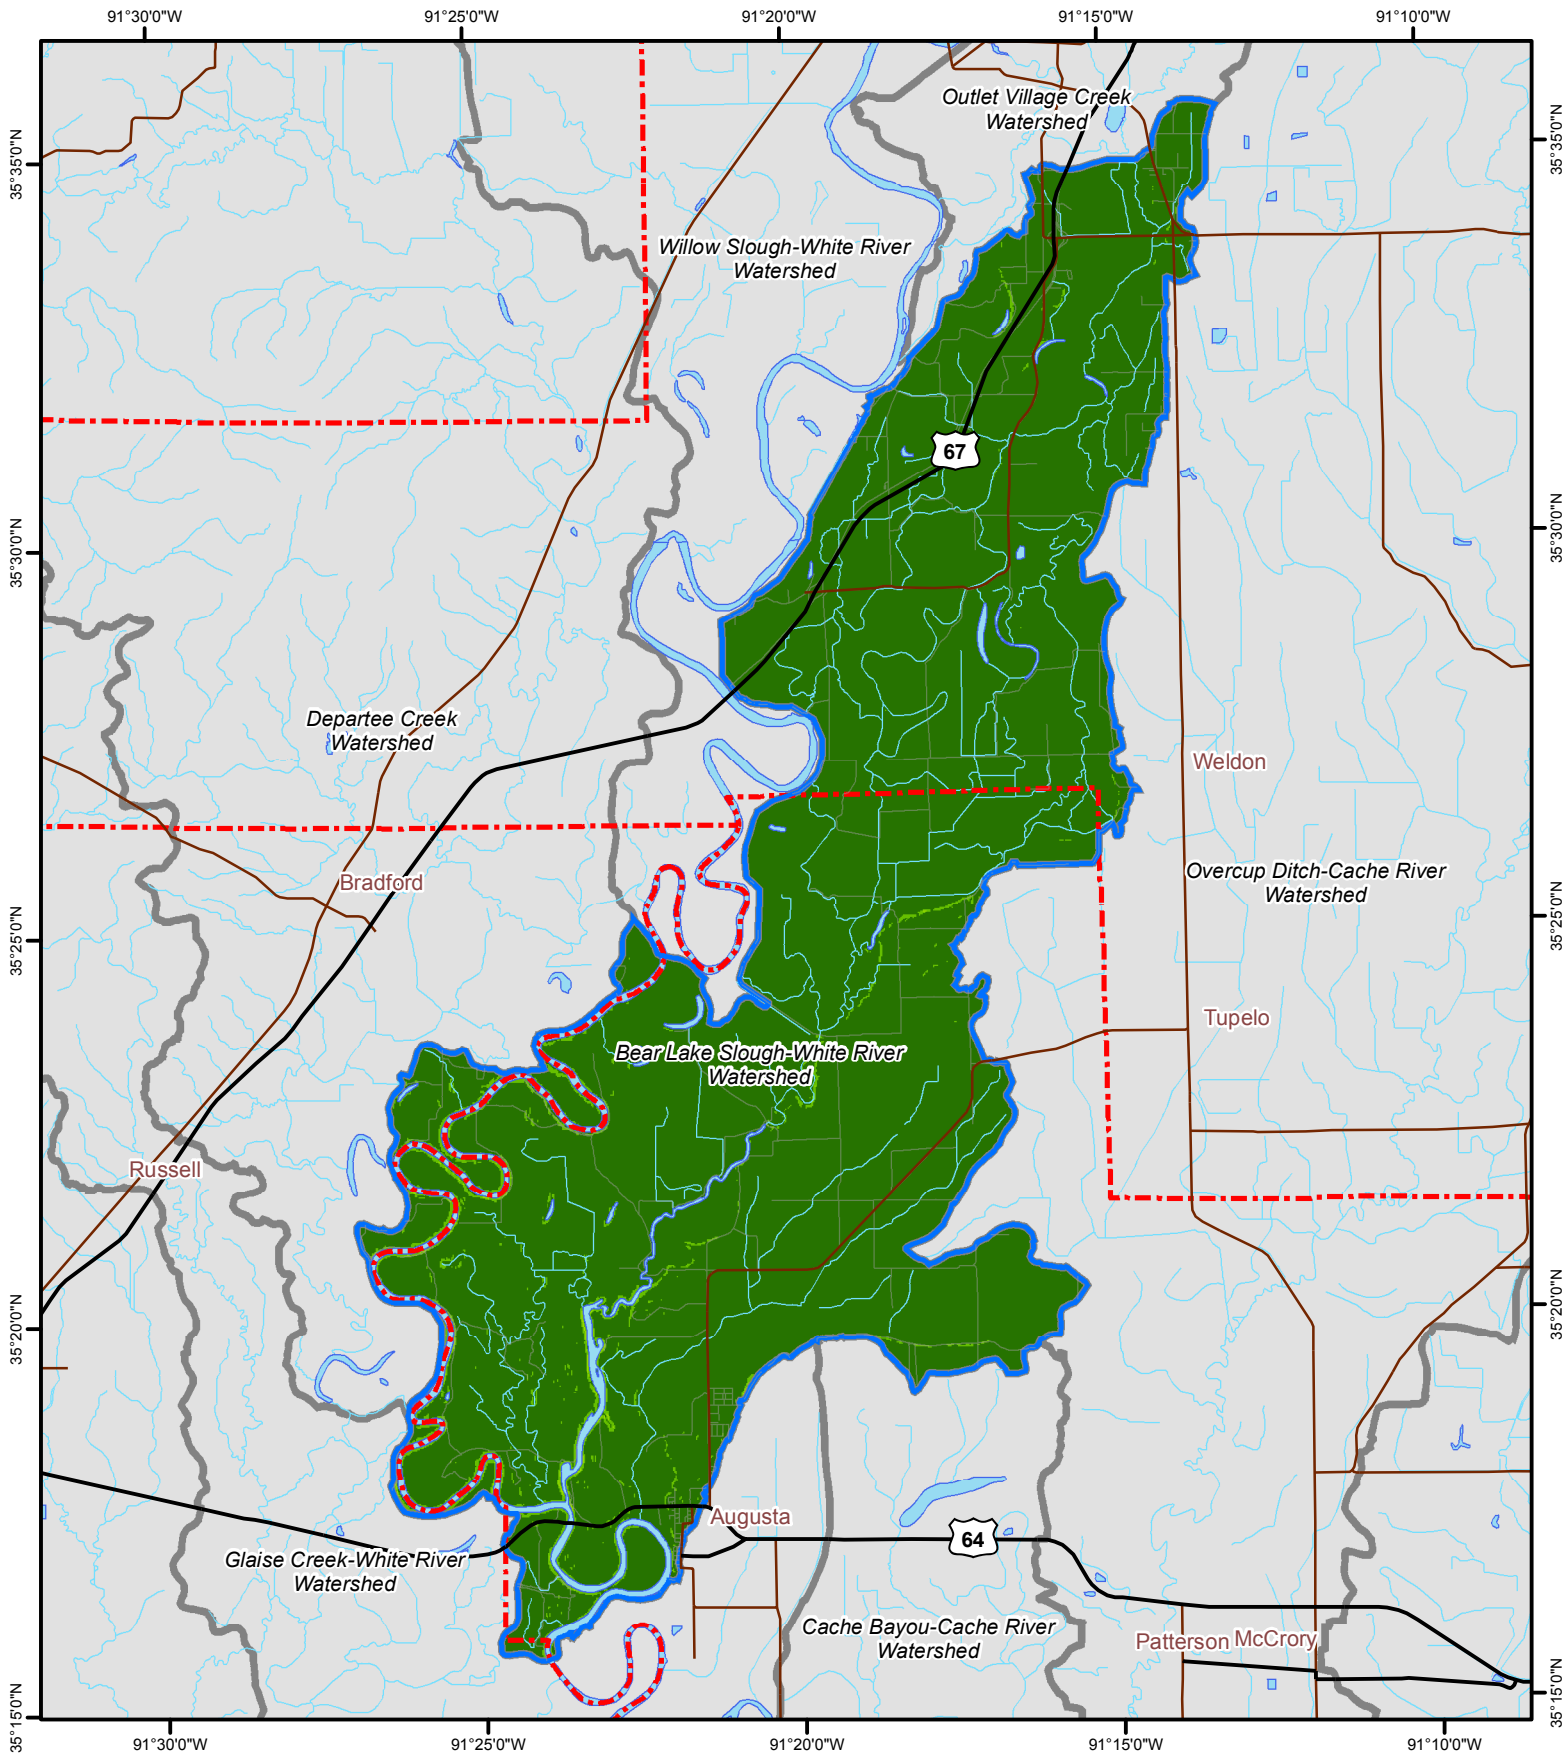 91°30'0"W 91°25'0"W 91°20'0"W 91°15'0"W 91°10'0"W
Outlet Village Creek
Watershed
35°35'0"N
35°35'0"N
Willow Slough-White River
Watershed
67
35°30'0"N
35°30'0"N
Departee Creek
Watershed
Weldon
Bradford
Overcup Ditch-Cache River
Watershed
35°25'0"N
35°25'0"N
Tupelo
Bear Lake Slough-White River
Watershed
Russell
35°20'0"N
35°20'0"N
Augusta
64
Glaise Creek-White River
Watershed
Cache Bayou-Cache River
Watershed
Patterson McCrory
35°15'0"N
35°15'0"N
91°30'0"W 91°25'0"W 91°20'0"W 91°15'0"W 91°10'0"W